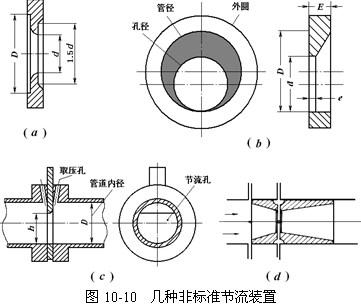 D
d
1.5d
(a)
管径
孔径
外圆
E
D
d
e
(b)
取压孔
管道内径
h
D
节流孔
(c)
(d)
图 10-10 几种非标准节流装置